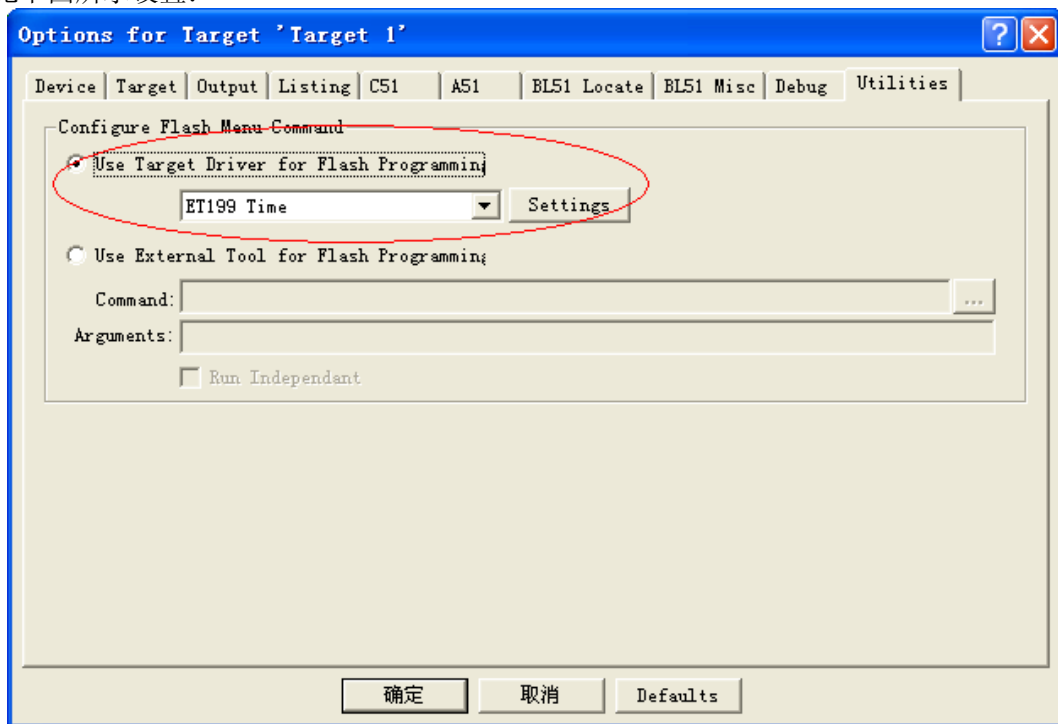 Options for Target 'Target 1'
Device Target Output Listing C51 A51 BL51 Locate BL51 Misc Debug Utilities
Configure Flash Menu Command
Use Target Driver for Flash Programming
ET199 Time Settings
Use External Tool for Flash Programming
Command: ...
Arguments:
Run Independant
确定 取消 Defaults